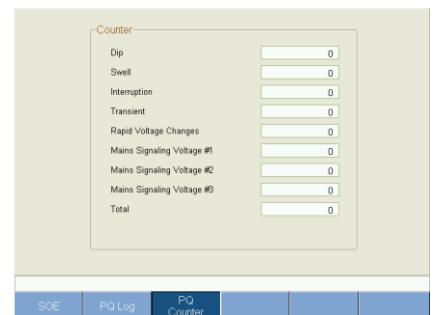 Counter
Dip 0
Swell 0
Interruption 0
Transient 0
Rapid Voltage Changes 0
Mains Signaling Voltage #1 0
Mains Signaling Voltage #2 0
Mains Signaling Voltage #3 0
Total 0
SOE PQ Log PQ Counter